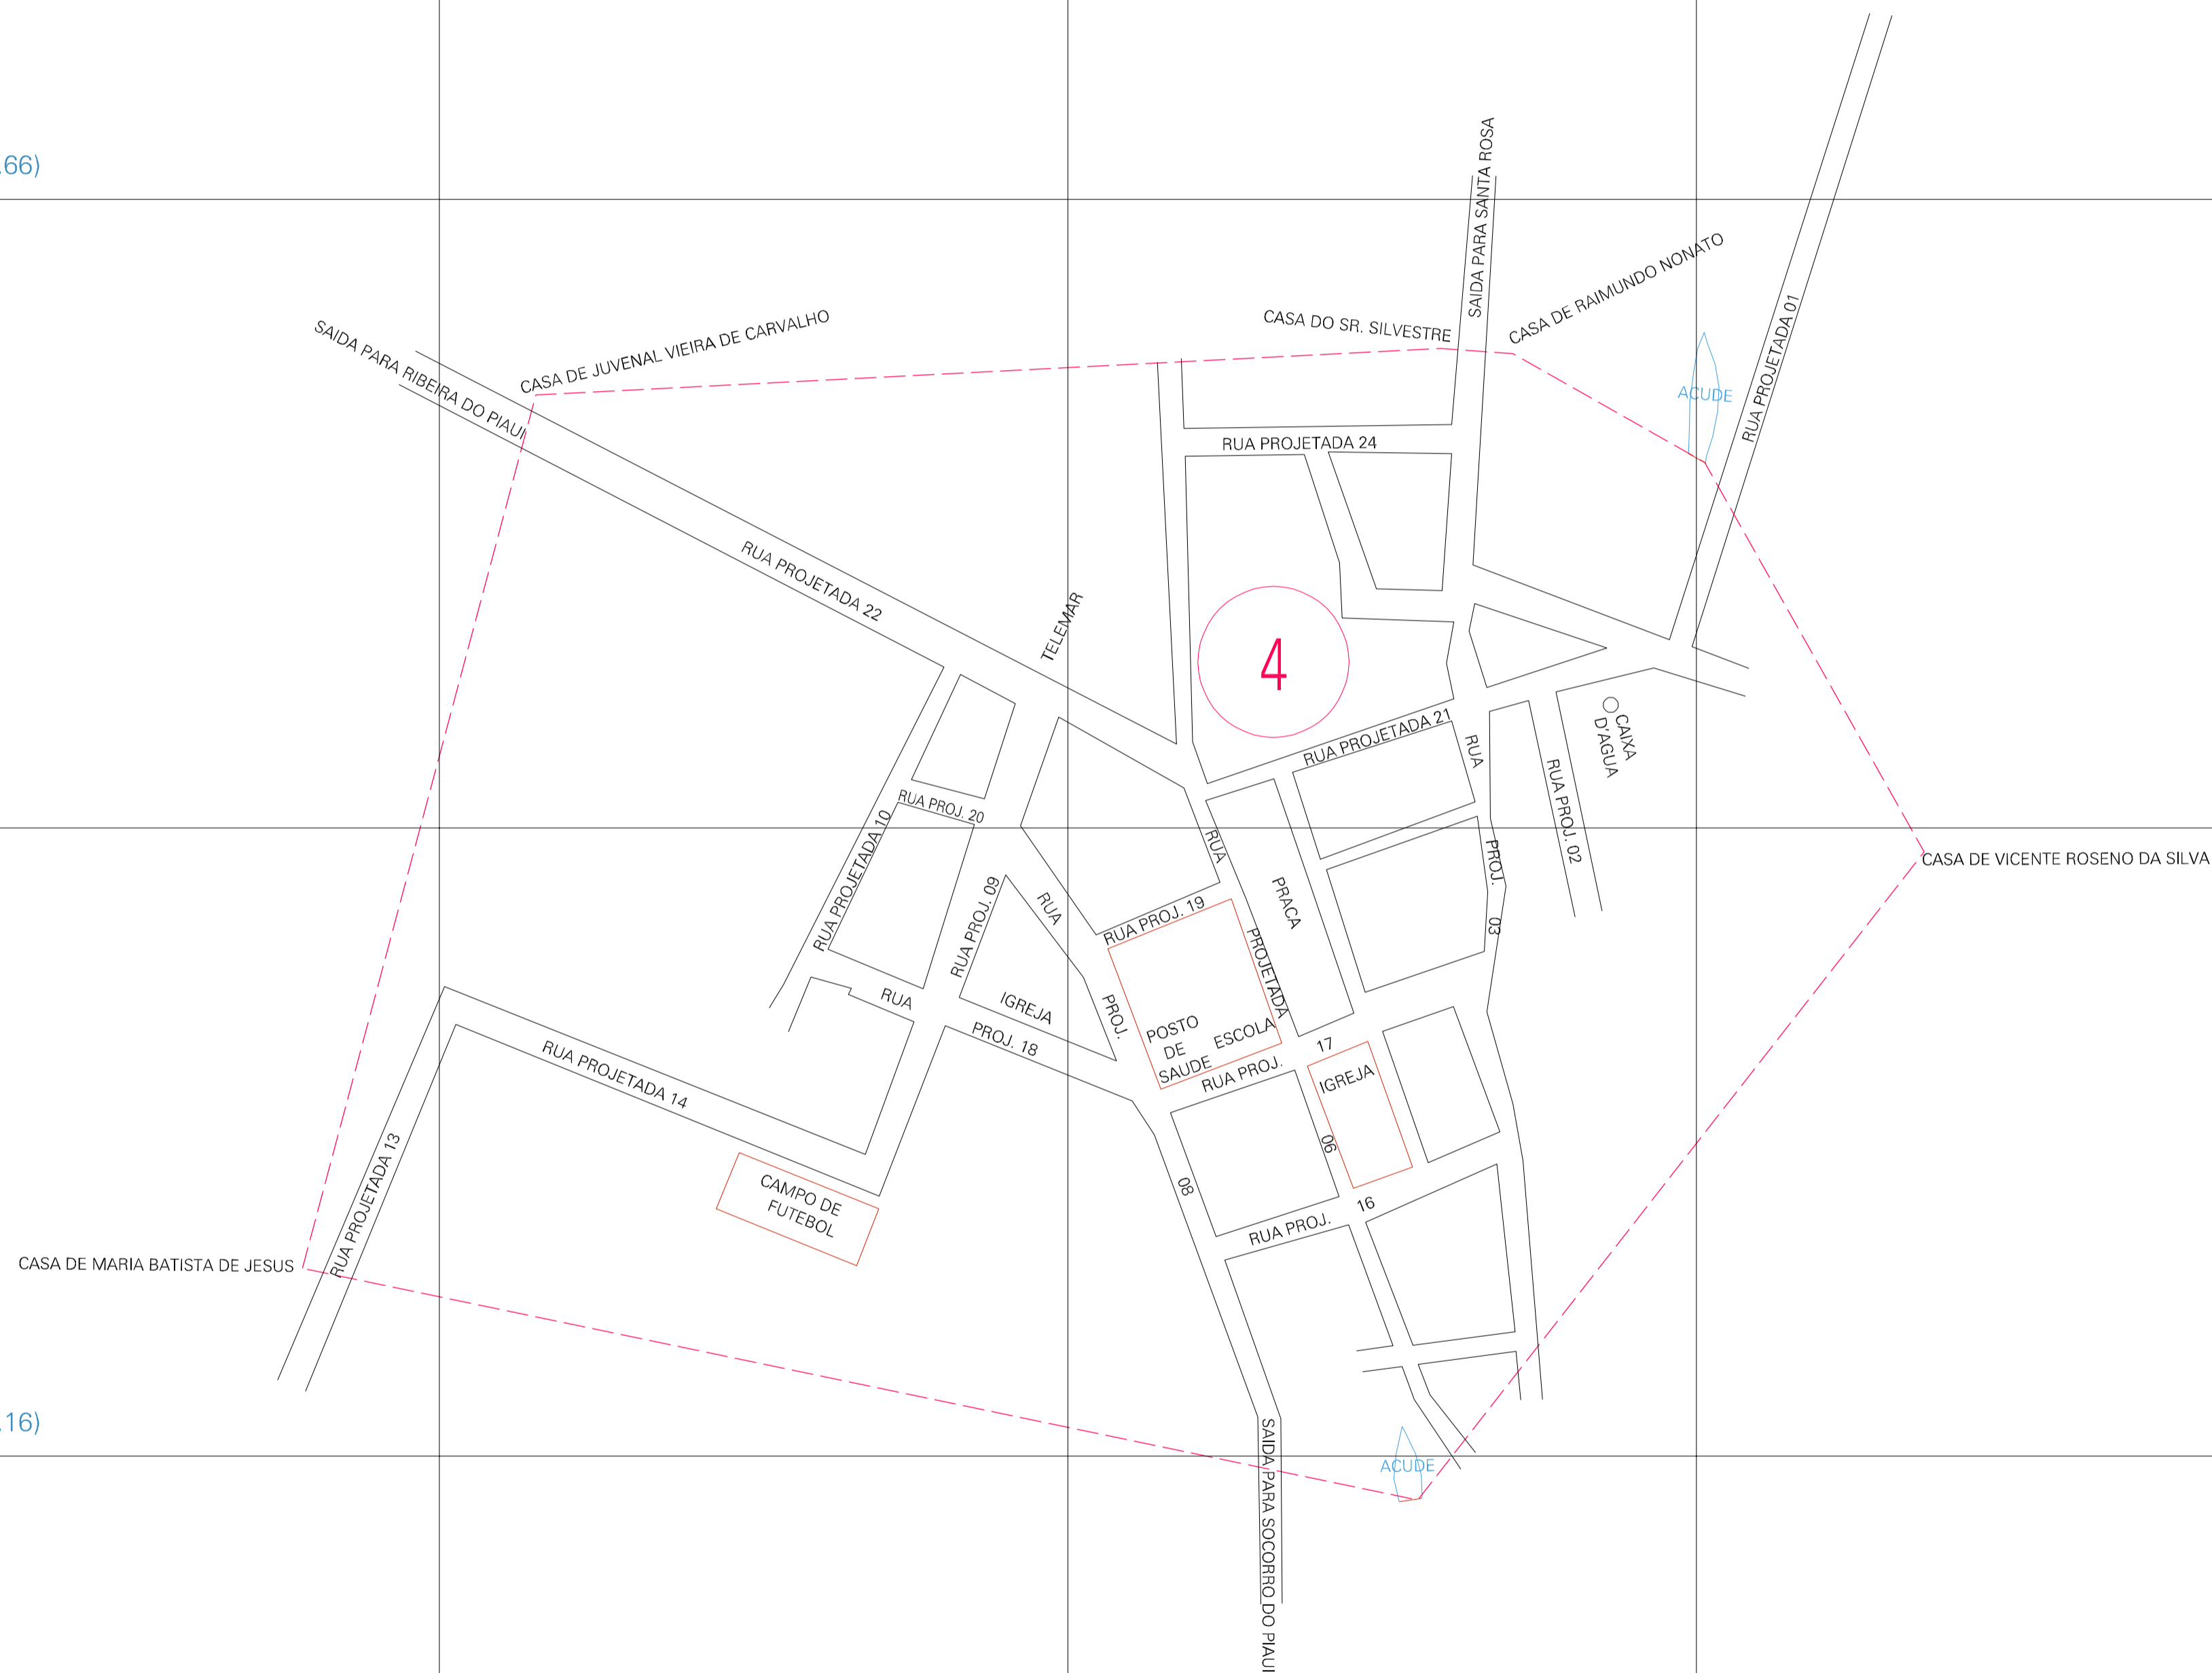 .66)
SAIDA PARA SANTA ROSA
CASA DE RAIMUNDO NONATO
CASA DO SR. SILVESTRE
CASA DE JUVENAL VIEIRA DE CARVALHO
SAIDA PARA RIBEIRA DO PIAUI
ACUDE
RUA PROJETADA 01
RUA PROJETADA 24
RUA PROJETADA 22
TELEMAR
4
RUA PROJETADA 21
RUA
CAIXA
D'AGUA
RUA PROJ. 02
RUA PROJ. 20
RUA PROJETADA 10
RUA
PROJ.
03
CASA DE VICENTE ROSENO DA SILVA
PRACA
RUA PROJ. 09
RUA
RUA PROJ. 19
PROJETADA
RUA
IGREJA
PROJ.
PROJ. 18
POSTO
DE
SAUDE
ESCOLA
17
RUA PROJ.
IGREJA
RUA PROJETADA 14
06
RUA PROJETADA 13
CAMPO DE
FUTEBOL
08
16
RUA PROJ.
CASA DE MARIA BATISTA DE JESUS
.16)
ACUDE
SAIDA PARA SOCORRO DO PIAUI